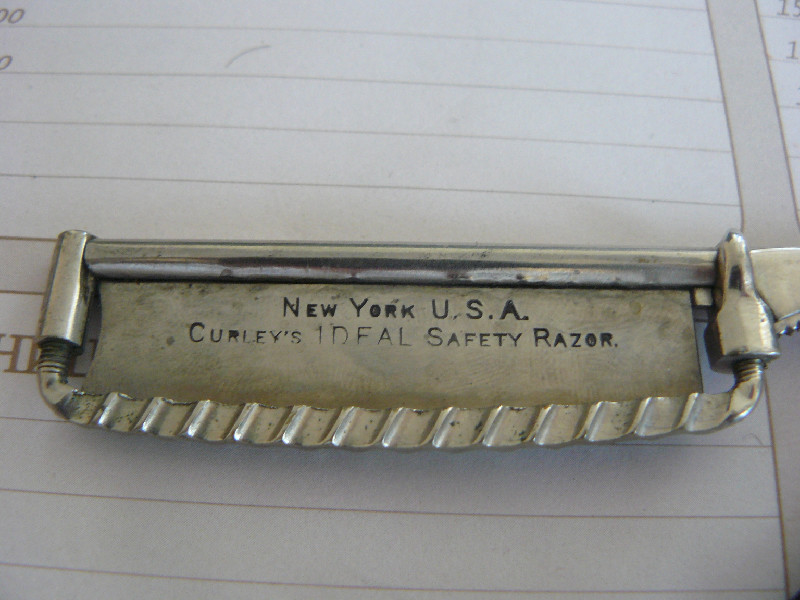 NEW YORK U.S.A.
CURLEY'S IDEAL SAFETY RAZOR.